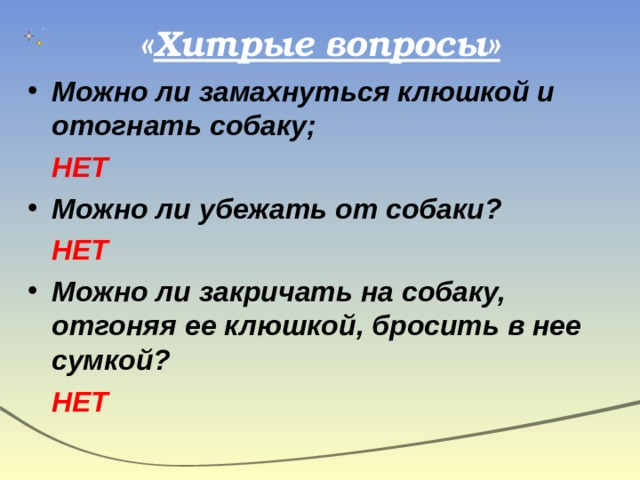 «Хитрые вопросы»
• Можно ли замахнуться клюшкой и
отогнать собаку;
НЕТ
• Можно ли убежать от собаки?
НЕТ
• Можно ли закричать на собаку,
отгоняя ее клюшкой, бросить в нее
сумкой?
НЕТ